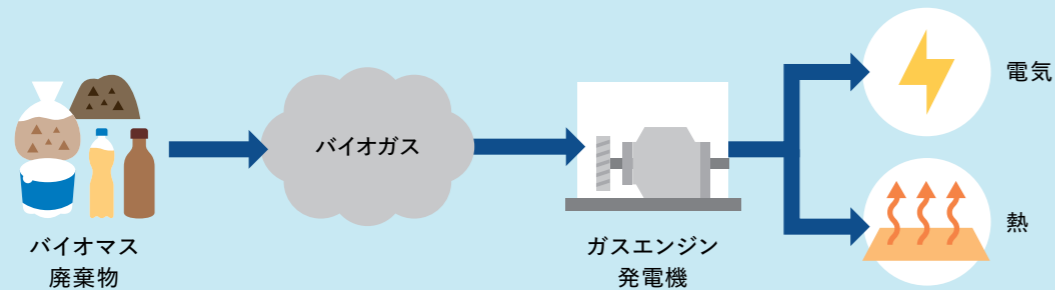 バイオマス
廃棄物
バイオガス
ガスエンジン
発電機
電気
熱